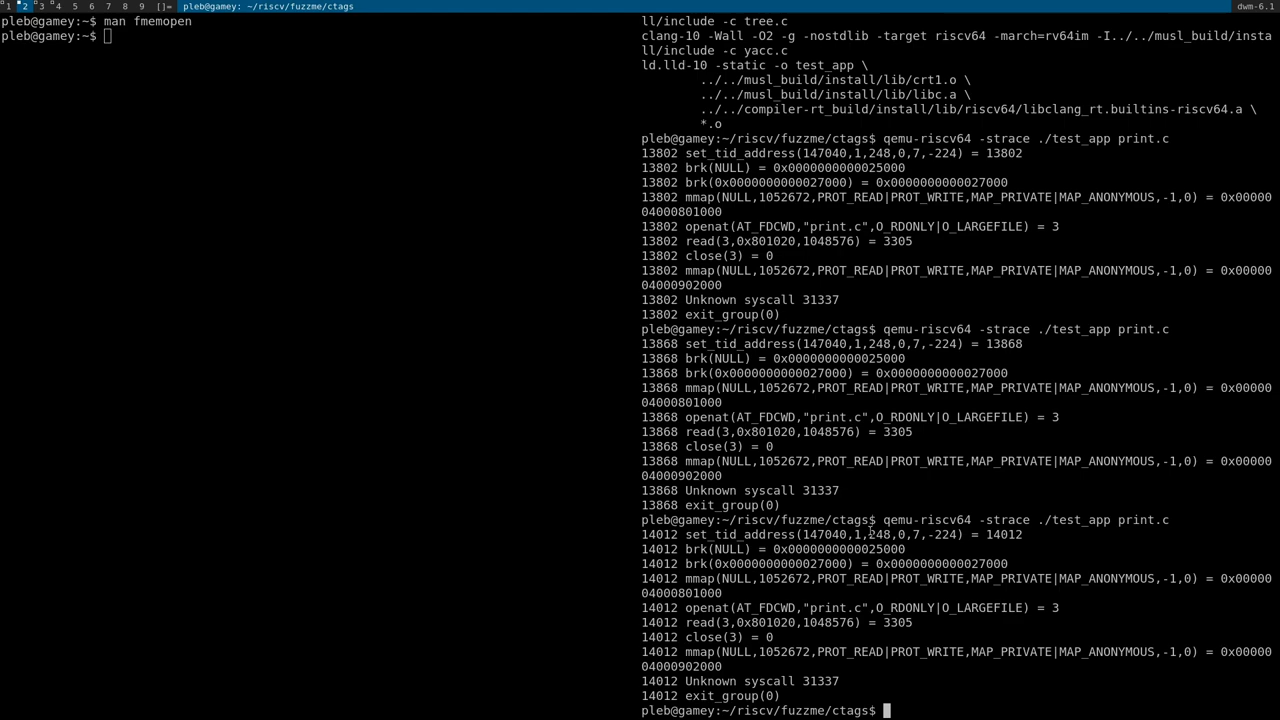 1 2 3 4 5 6 7 8 9 []= pleb@gamey: ~/riscv/fuzzme/ctags dwm-6.1
pleb@gamey:~$ man fmemopen
pleb@gamey:~$
ll/include -c tree.c
clang-10 -Wall -O2 -g -nostdlib -target riscv64 -march=rv64im -I../../musl_build/insta
ll/include -c yacc.c
ld.lld-10 -static -o test_app \
../../musl_build/install/lib/crt1.o \
../../musl_build/install/lib/libc.a \
../../compiler-rt_build/install/lib/riscv64/libclang_rt.builtins-riscv64.a \
*.o
pleb@gamey:~/riscv/fuzzme/ctags$ qemu-riscv64 -strace ./test_app print.c
13802 set_tid_address(147040,1,248,0,7,-224) = 13802
13802 brk(NULL) = 0x0000000000025000
13802 brk(0x0000000000027000) = 0x0000000000027000
13802 mmap(NULL,1052672,PROT_READ|PROT_WRITE,MAP_PRIVATE|MAP_ANONYMOUS,-1,0) = 0x00000
04000801000
13802 openat(AT_FDCWD,"print.c",O_RDONLY|O_LARGEFILE) = 3
13802 read(3,0x801020,1048576) = 3305
13802 close(3) = 0
13802 mmap(NULL,1052672,PROT_READ|PROT_WRITE,MAP_PRIVATE|MAP_ANONYMOUS,-1,0) = 0x00000
04000902000
13802 Unknown syscall 31337
13802 exit_group(0)
pleb@gamey:~/riscv/fuzzme/ctags$ qemu-riscv64 -strace ./test_app print.c
13868 set_tid_address(147040,1,248,0,7,-224) = 13868
13868 brk(NULL) = 0x0000000000025000
13868 brk(0x0000000000027000) = 0x0000000000027000
13868 mmap(NULL,1052672,PROT_READ|PROT_WRITE,MAP_PRIVATE|MAP_ANONYMOUS,-1,0) = 0x00000
04000801000
13868 openat(AT_FDCWD,"print.c",O_RDONLY|O_LARGEFILE) = 3
13868 read(3,0x801020,1048576) = 3305
13868 close(3) = 0
13868 mmap(NULL,1052672,PROT_READ|PROT_WRITE,MAP_PRIVATE|MAP_ANONYMOUS,-1,0) = 0x00000
04000902000
13868 Unknown syscall 31337
13868 exit_group(0)
pleb@gamey:~/riscv/fuzzme/ctags$ qemu-riscv64 -strace ./test_app print.c
14012 set_tid_address(147040,1,248,0,7,-224) = 14012
14012 brk(NULL) = 0x0000000000025000
14012 brk(0x0000000000027000) = 0x0000000000027000
14012 mmap(NULL,1052672,PROT_READ|PROT_WRITE,MAP_PRIVATE|MAP_ANONYMOUS,-1,0) = 0x00000
04000801000
14012 openat(AT_FDCWD,"print.c",O_RDONLY|O_LARGEFILE) = 3
14012 read(3,0x801020,1048576) = 3305
14012 close(3) = 0
14012 mmap(NULL,1052672,PROT_READ|PROT_WRITE,MAP_PRIVATE|MAP_ANONYMOUS,-1,0) = 0x00000
04000902000
14012 Unknown syscall 31337
14012 exit_group(0)
pleb@gamey:~/riscv/fuzzme/ctags$